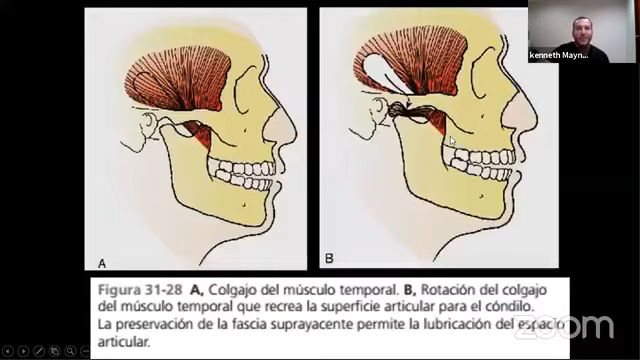 kenneth Mayn...
A
B
Figura 31-28 A, Colgajo del músculo temporal. B, Rotación del colgajo
del músculo temporal que recrea la superficie articular para el cóndilo.
La preservación de la fascia suprayacente permite la lubricación del espacio
articular.
zoom